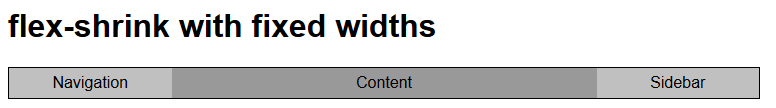 flex-shrink with fixed widths
Navigation Content Sidebar